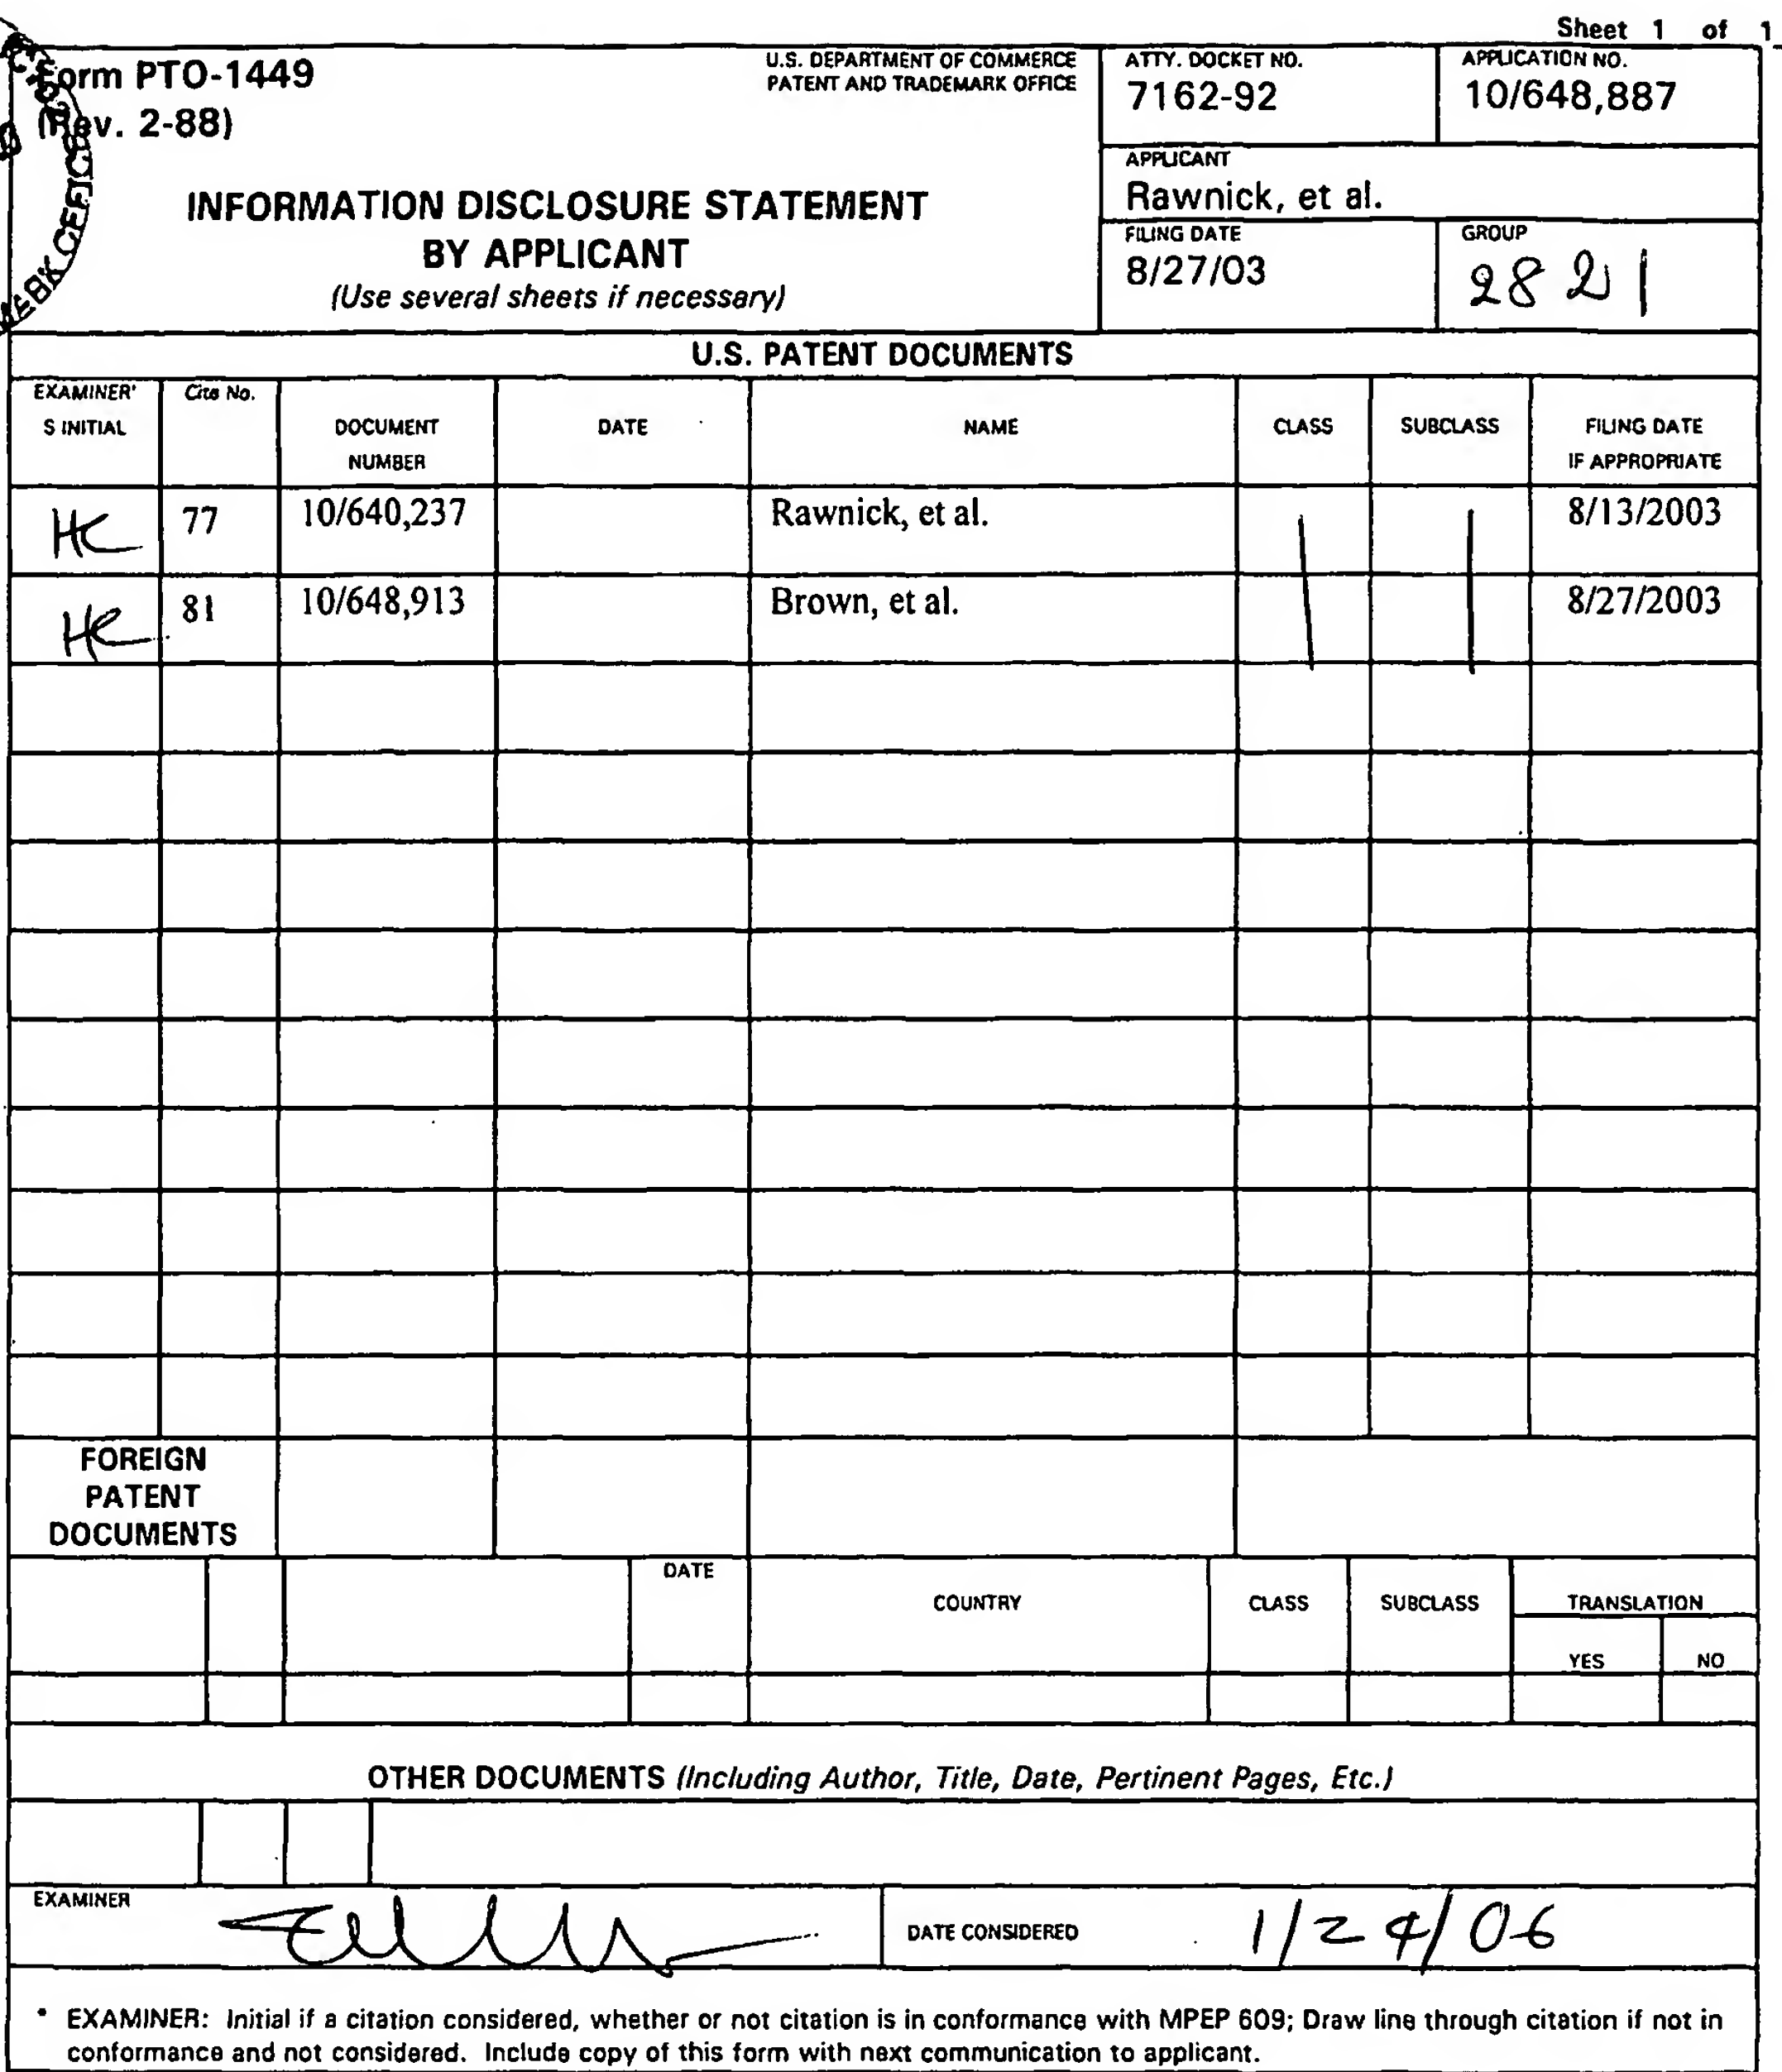 Sheet 1 of 1
Form PTO-1449
(Rev. 2-88)
U.S. DEPARTMENT OF COMMERCE
PATENT AND TRADEMARK OFFICE
ATTY. DOCKET NO.
7162-92
APPLICATION NO.
10/648,887
INFORMATION DISCLOSURE STATEMENT
BY APPLICANT
(Use several sheets if necessary)
APPLICANT
Rawnick, et al.
FILING DATE
8/27/03
GROUP
2821
U.S. PATENT DOCUMENTS
EXAMINER'
S INITIAL
Cite No.
DOCUMENT
NUMBER
DATE
NAME
CLASS
SUBCLASS
FILING DATE
IF APPROPRIATE
HC 77 10/640,237 Rawnick, et al. 8/13/2003
HC 81 10/648,913 Brown, et al. 8/27/2003
FOREIGN
PATENT
DOCUMENTS
DATE
COUNTRY
CLASS
SUBCLASS
TRANSLATION
YES
NO
OTHER DOCUMENTS (Including Author, Title, Date, Pertinent Pages, Etc.)
EXAMINER
DATE CONSIDERED
1/24/06
* EXAMINER: Initial if a citation considered, whether or not citation is in conformance with MPEP 609; Draw line through citation if not in
conformance and not considered. Include copy of this form with next communication to applicant.